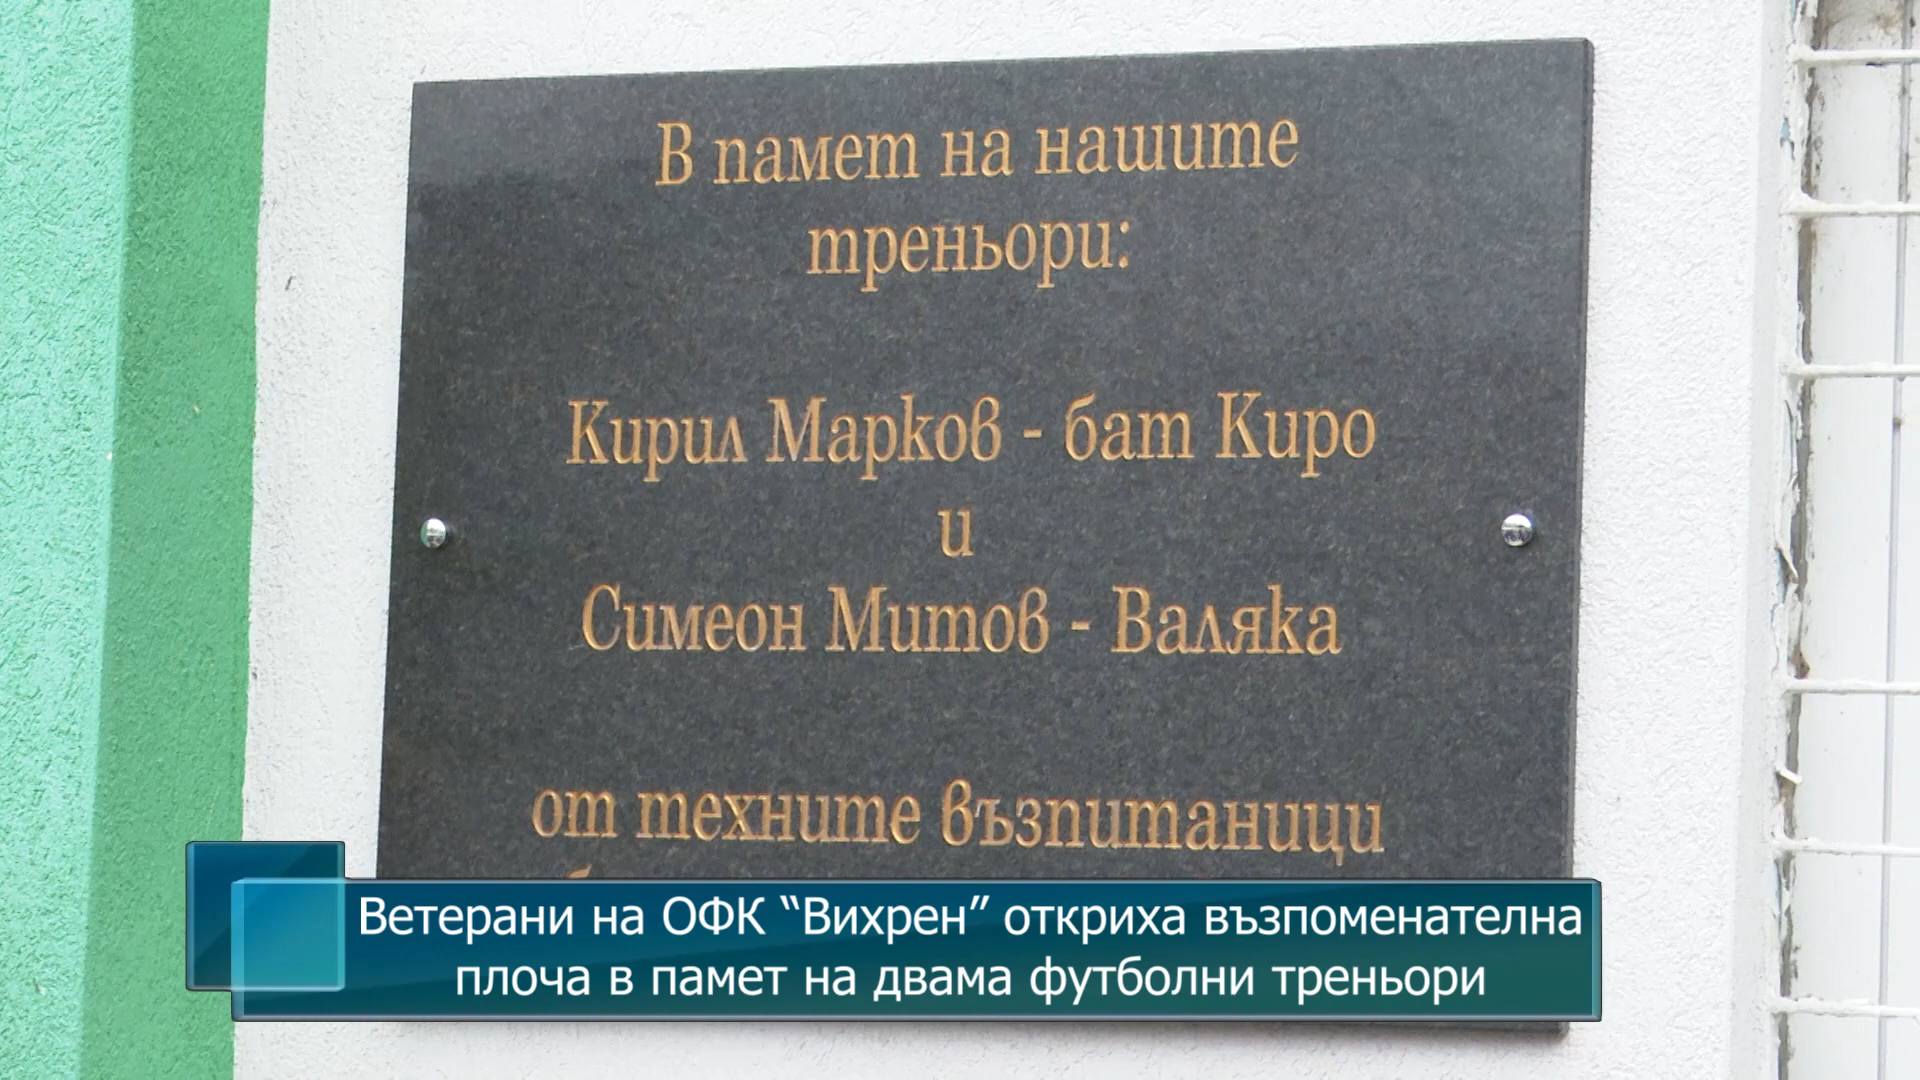 В памет на нашите
треньори:
Кирил Марков - бат Киро
и
Симеон Митов - Валяка
от техните възпитаници
Ветерани на ОФК “Вихрен” откриха възпоменателна
плоча в памет на двама футболни треньори